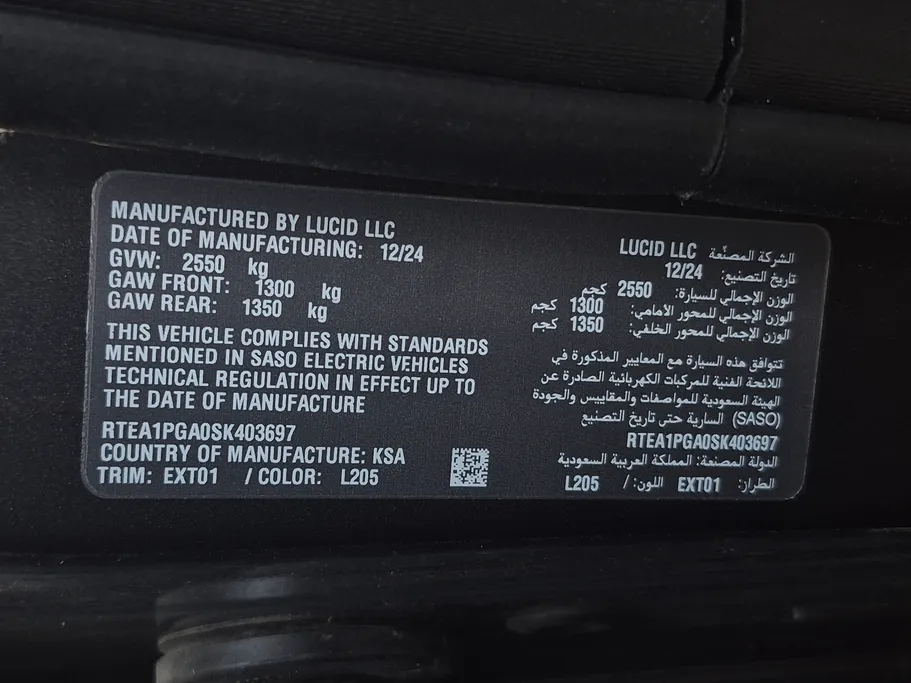 MANUFACTURED BY LUCID LLC
DATE OF MANUFACTURING: 12/24
GVW: 2550 kg
GAW FRONT: 1300 kg
GAW REAR: 1350 kg
THIS VEHICLE COMPLIES WITH STANDARDS
MENTIONED IN SASO ELECTRIC VEHICLES
TECHNICAL REGULATION IN EFFECT UP TO
THE DATE OF MANUFACTURE
RTEA1PGA0SK403697
COUNTRY OF MANUFACTURE: KSA
TRIM: EXT01 / COLOR: L205
الشركة المصنّعة LUCID LLC
تاريخ التصنيع: 12/24
الوزن الإجمالي للسيارة: 2550 كجم
الوزن الإجمالي للمحور الأمامي: 1300 كجم
الوزن الإجمالي للمحور الخلفي: 1350 كجم
تتوافق هذه السيارة مع المعايير المذكورة في
اللائحة الفنية للمركبات الكهربائية الصادرة عن
الهيئة السعودية للمواصفات والمقاييس والجودة
(SASO) السارية حتى تاريخ التصنيع
RTEA1PGA0SK403697
الدولة المصنعة: المملكة العربية السعودية
الطراز: EXT01 / اللون: L205